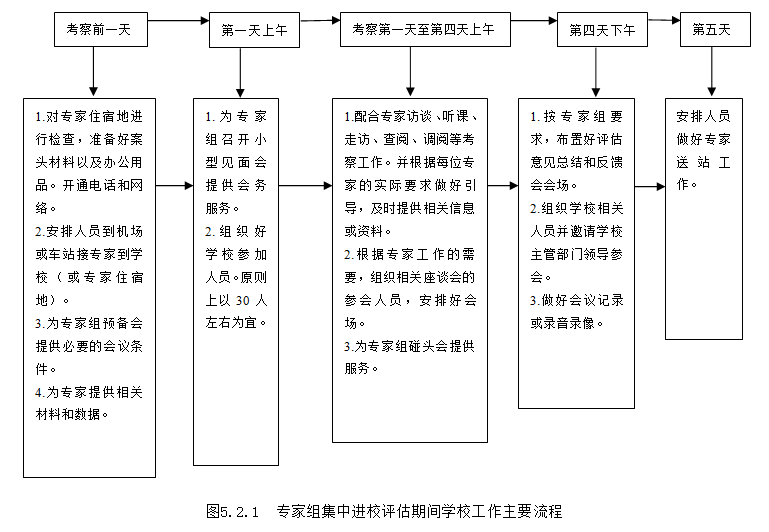 考察前一天
第一天上午
考察第一天至第四天上午
第四天下午
第五天
1.对专家住宿地进
行检查，准备好案
头材料以及办公用
品。开通电话和网
络。
2.安排人员到机场
或车站接专家到学
校（或专家住宿
地）。
3.为专家组预备会
提供必要的会议条
件。
4.为专家提供相关
材料和数据。
1.为专家
组召开小
型见面会
提供会务
服务。
2.组织好
学校参加
人员。原则
上以30人
左右为宜。
1.配合专家访谈、听课、
走访、查阅、调阅等考
察工作。并根据每位专
家的实际要求做好引
导，及时提供相关信息
或资料。
2.根据专家工作的需
要，组织相关座谈会的
参会人员，安排好会
场。
3.为专家组碰头会提供
服务。
1.按专家组要
求，布置好评估
意见总结和反馈
会会场。
2.组织学校相关
人员并邀请学校
主管部门领导参
会。
3.做好会议记录
或录音录像。
安排人员
做好专家
送站工
作。
图5.2.1 专家组集中进校评估期间学校工作主要流程